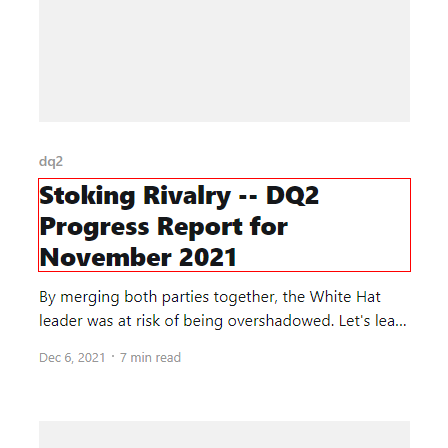 dq2
Stoking Rivalry -- DQ2
Progress Report for
November 2021
By merging both parties together, the White Hat
leader was at risk of being overshadowed. Let's lea...
Dec 6, 2021 · 7 min read